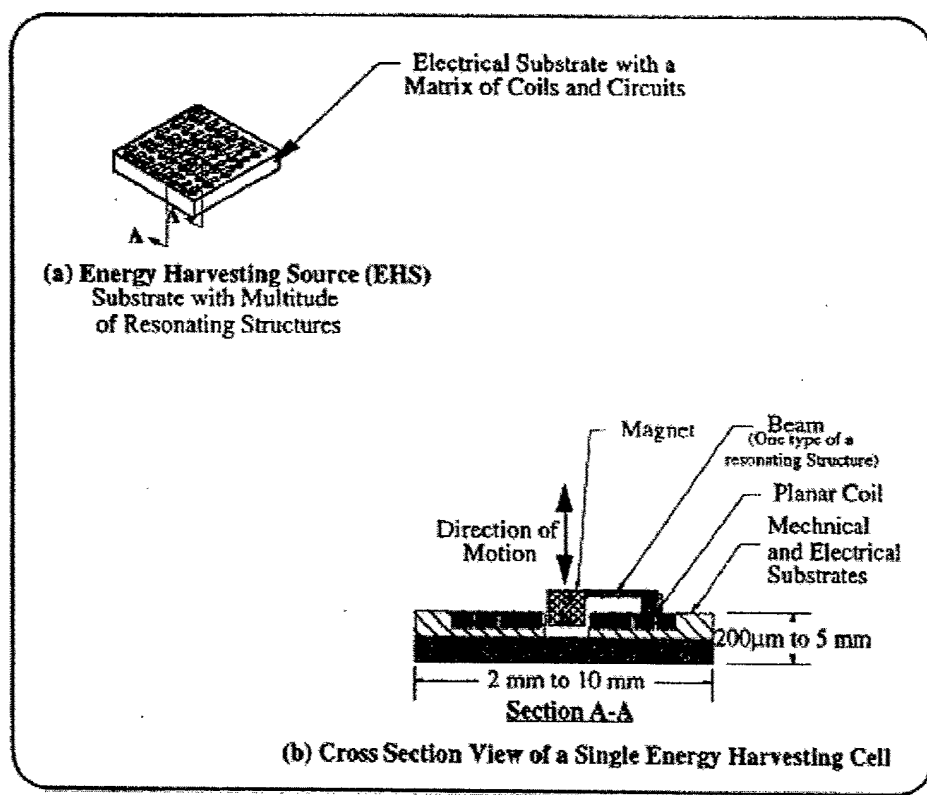 Electrical Substrate with a
Matrix of Coils and Circuits
A
A
(a) Energy Harvesting Source (EHS)
Substrate with Multitude
of Resonating Structures
Magnet
Beam
(One type of a
resonating Structure)
Planar Coil
Direction of
Motion
Mechnical
and Electrical
Substrates
200μm to 5 mm
2 mm to 10 mm
Section A-A
(b) Cross Section View of a Single Energy Harvesting Cell